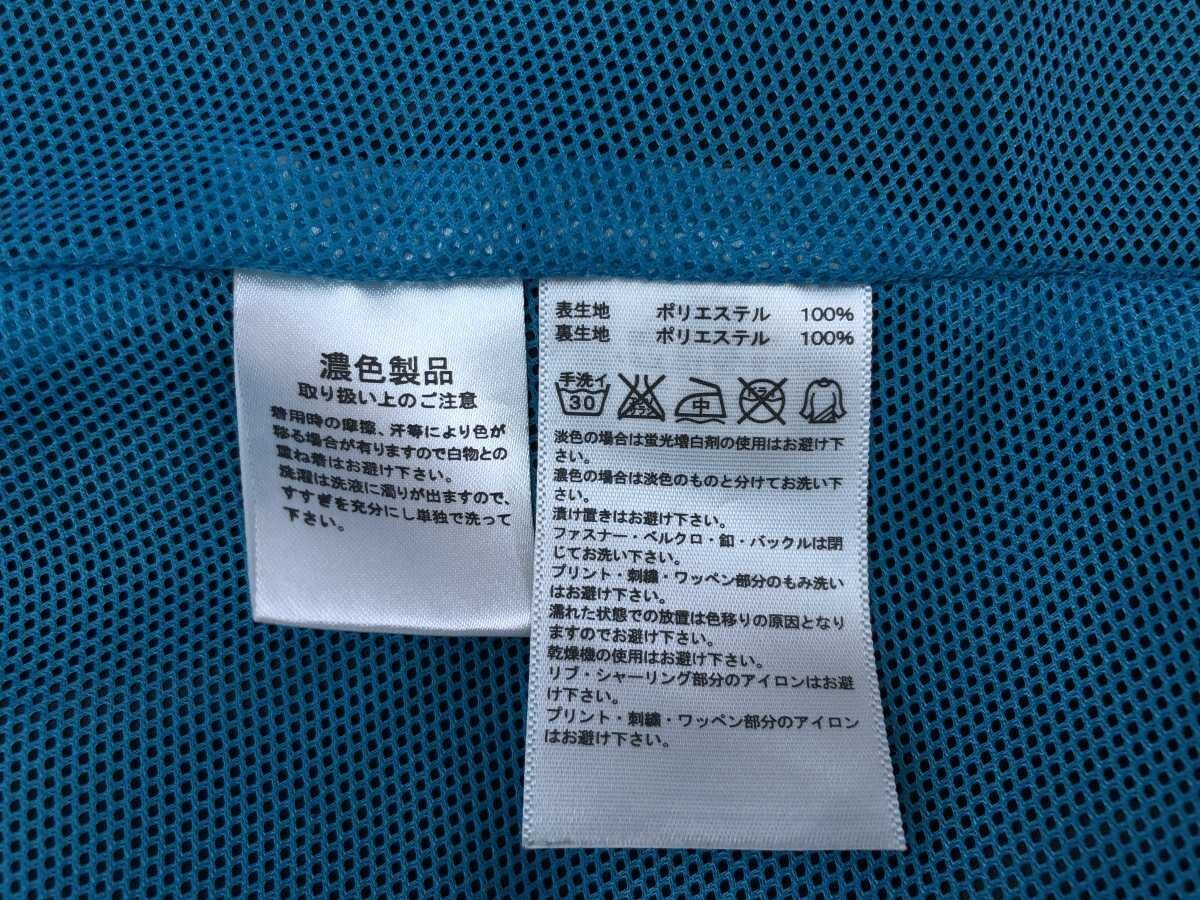 濃色製品
取り扱い上のご注意
着用時の摩擦、汗等により色が
移る場合が有りますので白物との
重ね着はお避け下さい。
洗濯は洗液に濁りが出ますので、
すすぎを充分にし単独で洗って
下さい。
表生地 ポリエステル 100%
裏生地 ポリエステル 100%
手洗イ
30
中
ドライ
淡色の場合は蛍光増白剤の使用はお避け下
さい。
濃色の場合は淡色のものと分けてお洗い下
さい。
漬け置きはお避け下さい。
ファスナー・ベルクロ・釦・バックルは閉
じてお洗い下さい。
プリント・刺繍・ワッペン部分のもみ洗い
はお避け下さい。
濡れた状態での放置は色移りの原因となり
ますのでお避け下さい。
乾燥機の使用はお避け下さい。
リブ・シャーリング部分のアイロンはお避
け下さい。
プリント・刺繍・ワッペン部分のアイロン
はお避け下さい。